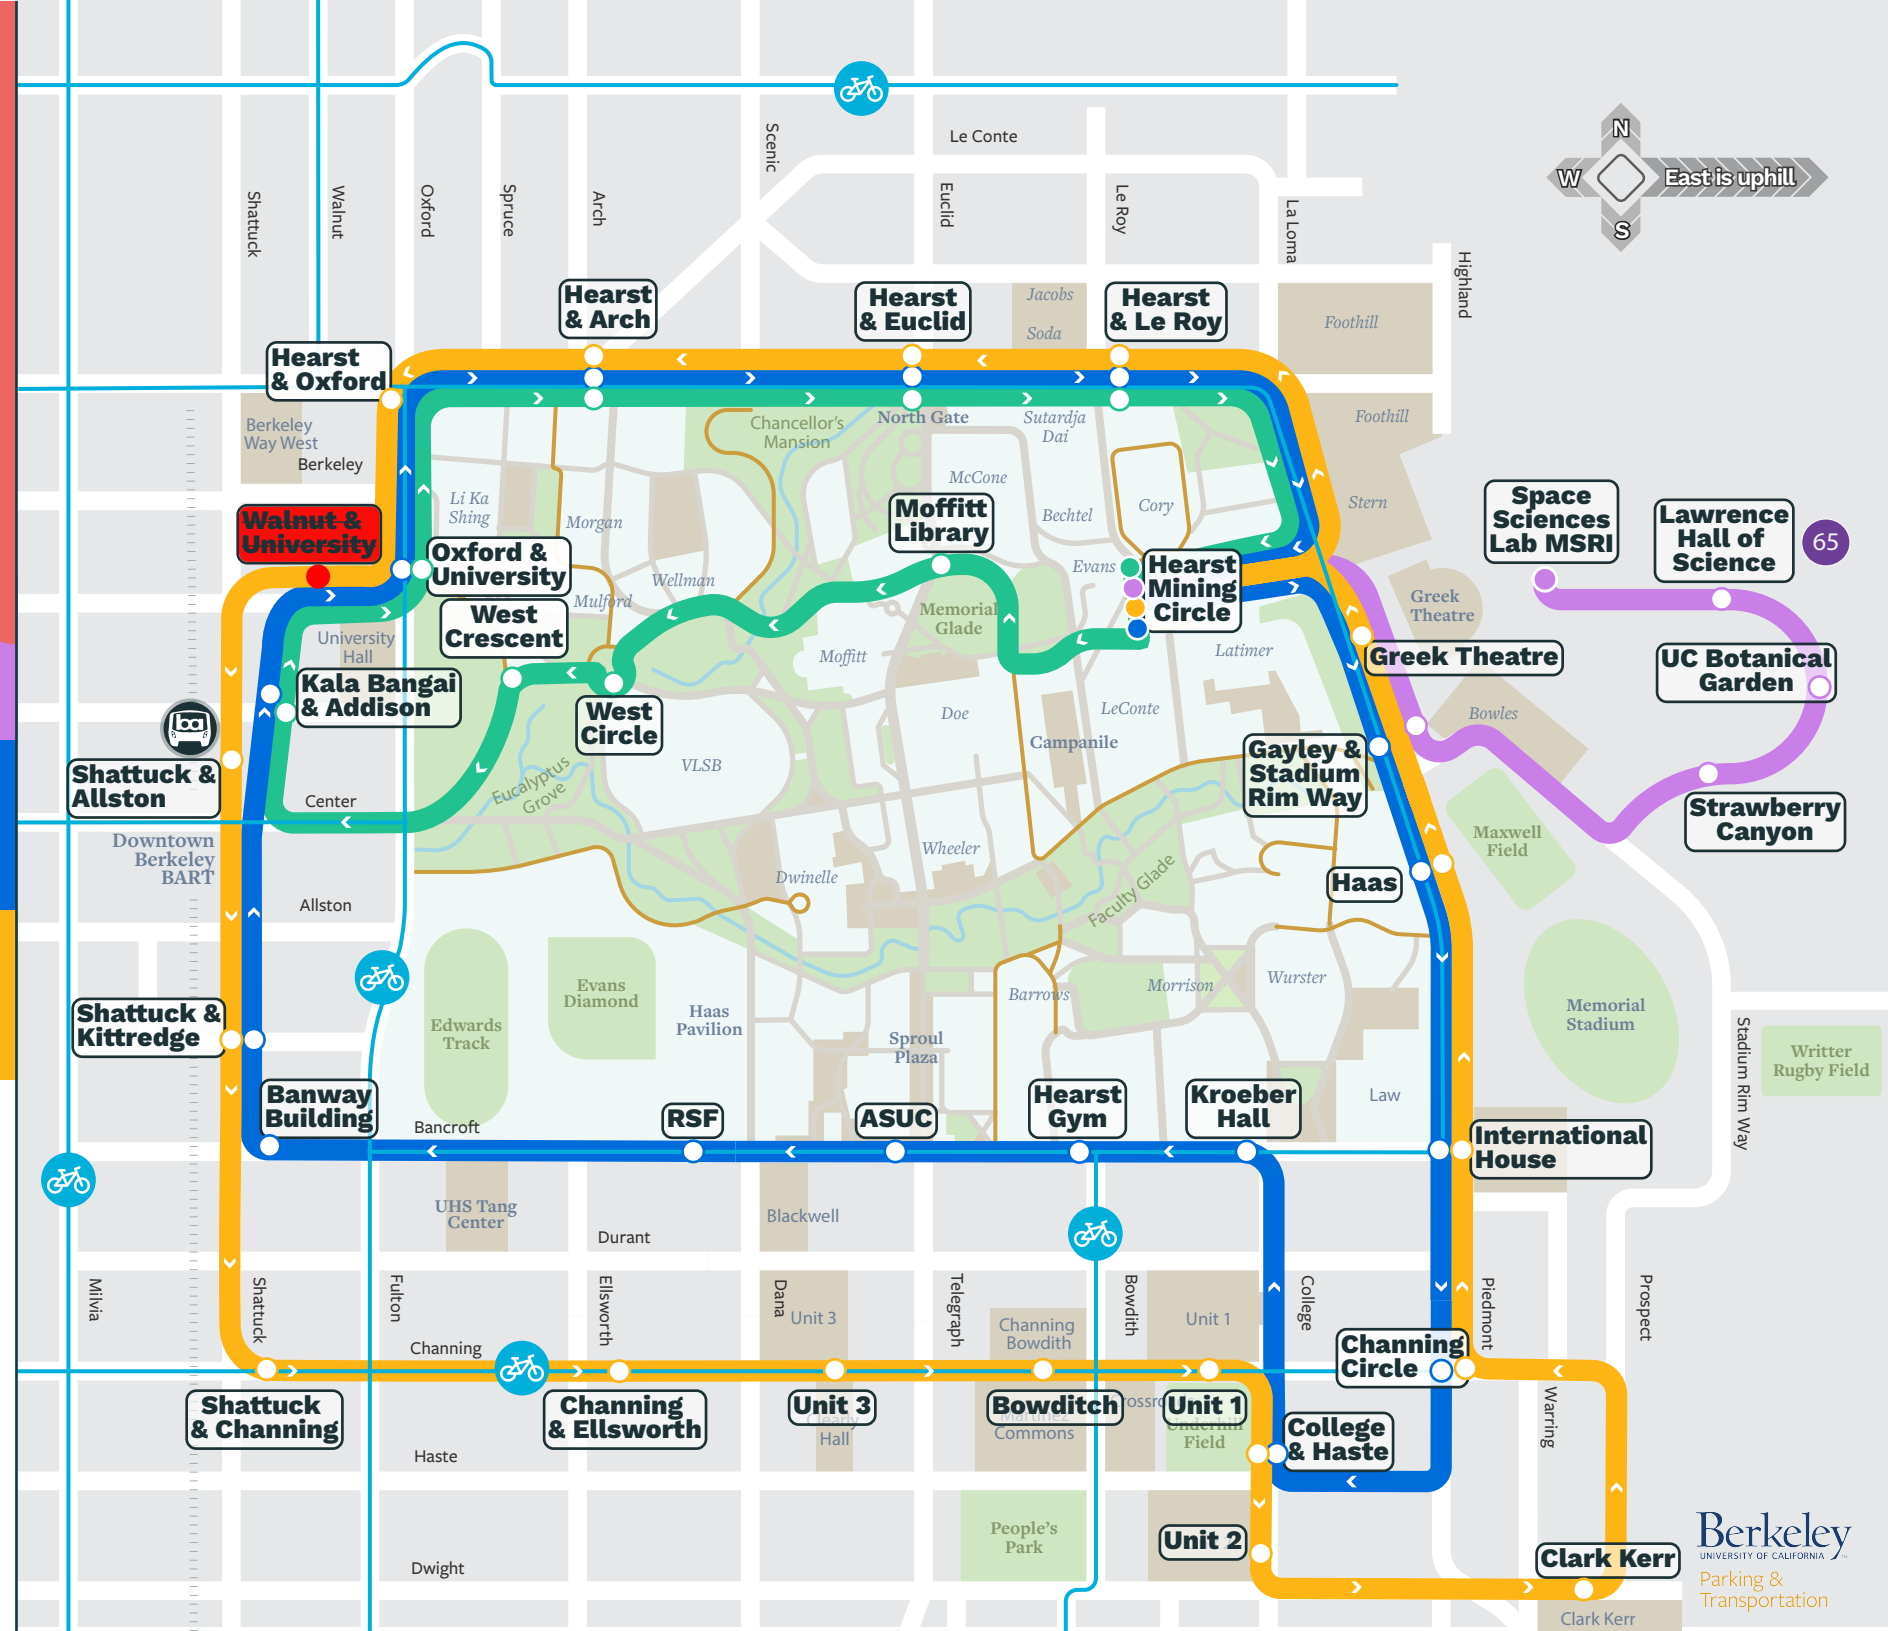 Le Conte
Scenic
Shattuck
Walnut
Oxford
Spruce
Arch
Euclid
Le Roy
La Loma
Highland
N
W
East is uphill
S
Hearst
& Arch
Hearst
& Euclid
Jacobs
Soda
Hearst
& Le Roy
Foothill
Hearst
& Oxford
Berkeley
Way West
Berkeley
Chancellor's
Mansion
North Gate
Sutardja
Dai
Foothill
McCone
Li Ka
Shing
Morgan
Moffitt
Library
Bechtel
Cory
Stern
Space
Sciences
Lab MSRI
Lawrence
Hall of
Science
65
Walnut &
University
Oxford &
University
Wellman
Mulford
West
Crescent
Evans
Hearst
Mining
Circle
Memorial
Glade
Greek
Theatre
University
Hall
Moffitt
Latimer
Greek Theatre
UC Botanical
Garden
Kala Bangai
& Addison
West
Circle
Doe
LeConte
Campanile
Bowles
Gayley &
Stadium
Rim Way
Shattuck &
Allston
Center
Eucalyptus
Grove
VLSB
Strawberry
Canyon
Downtown
Berkeley
BART
Wheeler
Dwinelle
Faculty Glade
Maxwell
Field
Haas
Allston
Evans
Diamond
Edwards
Track
Haas
Pavilion
Barrows
Morrison
Wurster
Sproul
Plaza
Memorial
Stadium
Shattuck &
Kittredge
Stadium Rim Way
Writter
Rugby Field
Banway
Building
Bancroft
RSF
ASUC
Hearst
Gym
Kroeber
Hall
Law
International
House
UHS Tang
Center
Blackwell
Durant
Milvia
Shattuck
Fulton
Ellsworth
Dana
Telegraph
Bowdith
College
Piedmont
Prospect
Unit 3
Channing
Bowdith
Unit 1
Channing
Channing
Circle
Shattuck
& Channing
Channing
& Ellsworth
Unit 3
Hall
Bowditch
Martinez
Commons
Unit 1
Underhill
Field
College
& Haste
Warring
Haste
People's
Park
Unit 2
Dwight
Clark Kerr
Clark Kerr
Berkeley
UNIVERSITY OF CALIFORNIA
Parking &
Transportation